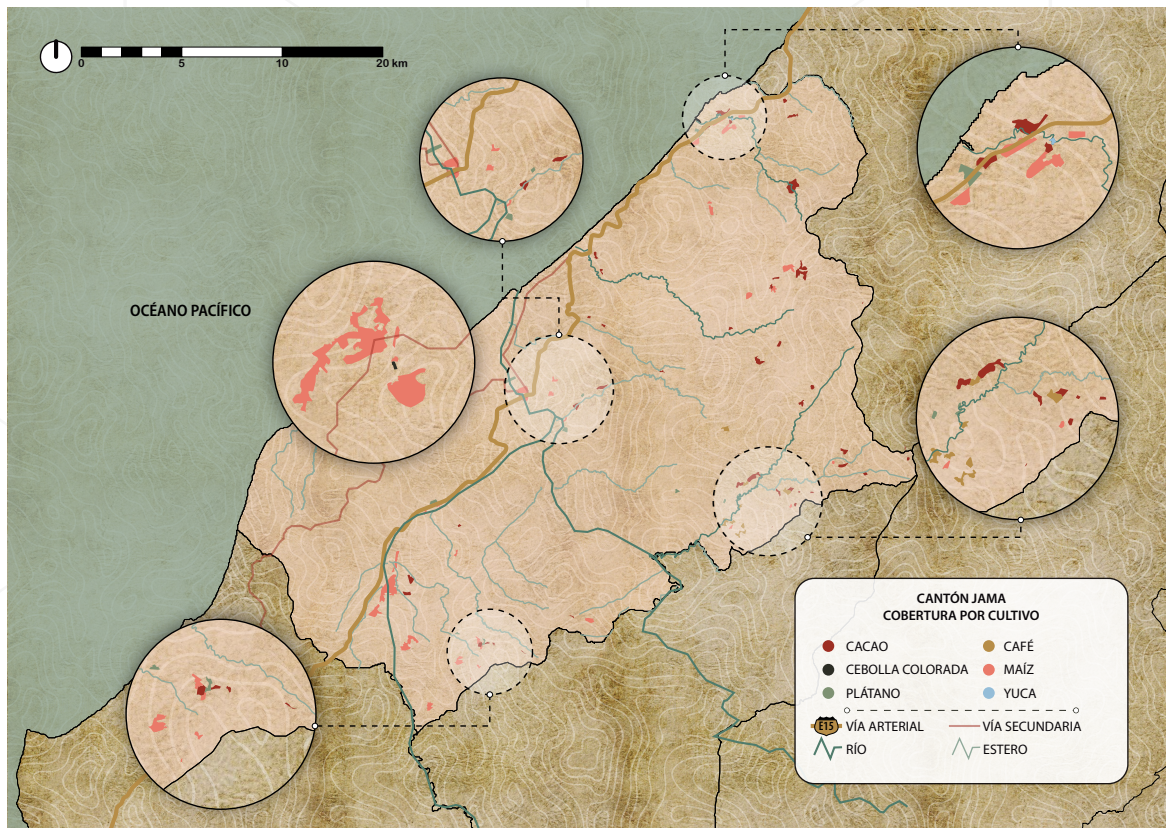 0 5 10 20 km
OCÉANO PACÍFICO
CANTÓN JAMA
COBERTURA POR CULTIVO
CACAO
CAFÉ
CEBOLLA COLORADA
MAÍZ
PLÁTANO
YUCA
E15 VÍA ARTERIAL
VÍA SECUNDARIA
RÍO
ESTERO